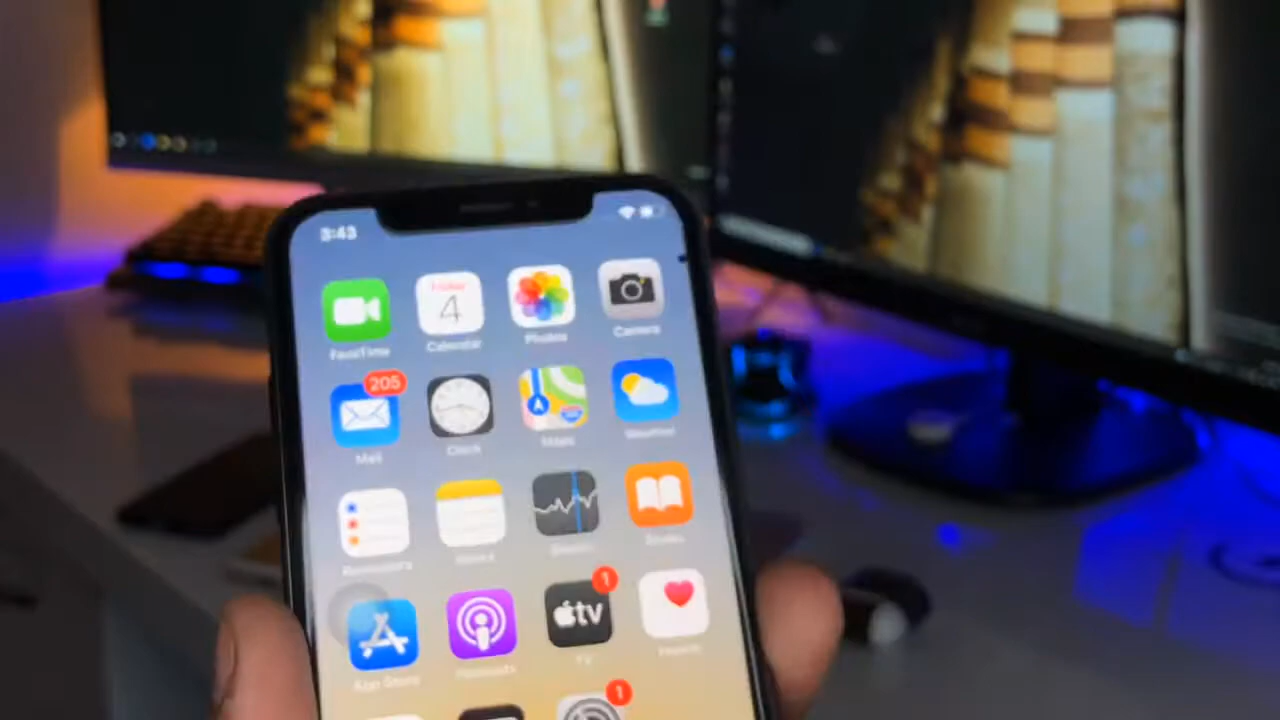 3:43
FaceTime
Friday
4
Calendar
Photos
Camera
205
Mail
Clock
Maps
Weather
Reminders
Notes
Stocks
Books
1
tv
App Store
Podcasts
TV
Health
1